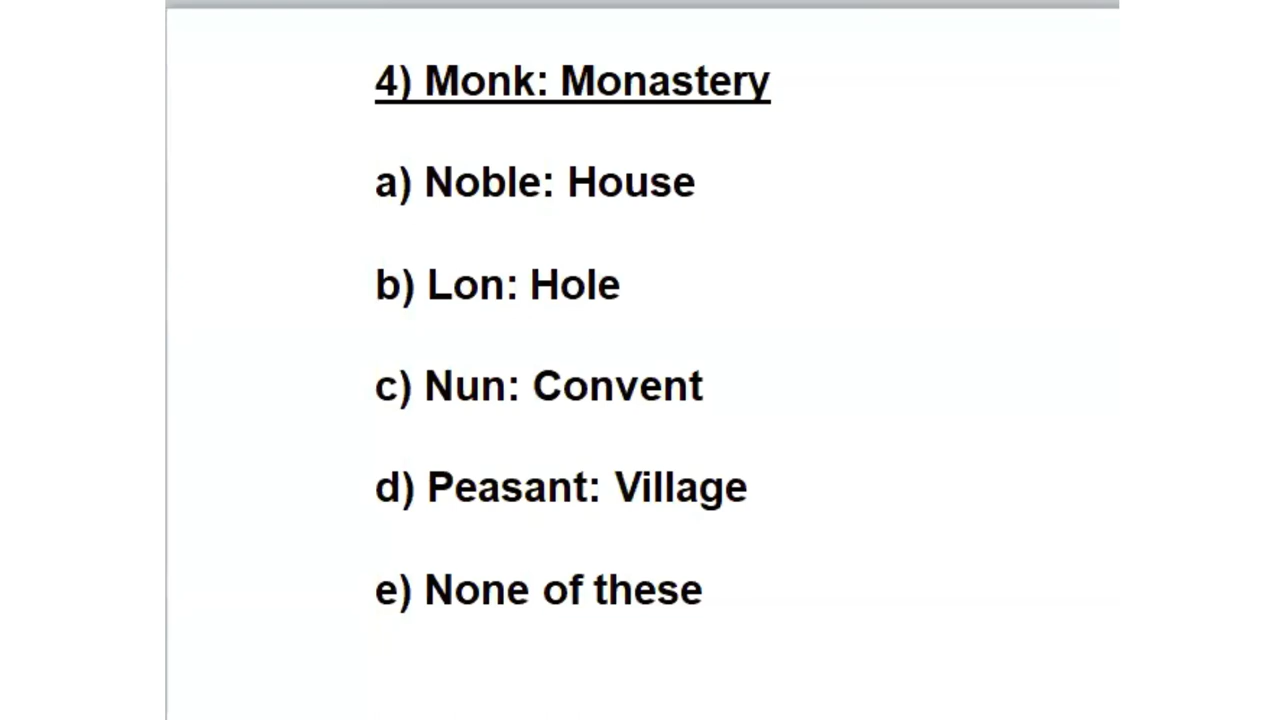 4) Monk: Monastery
a) Noble: House
b) Lon: Hole
c) Nun: Convent
d) Peasant: Village
e) None of these